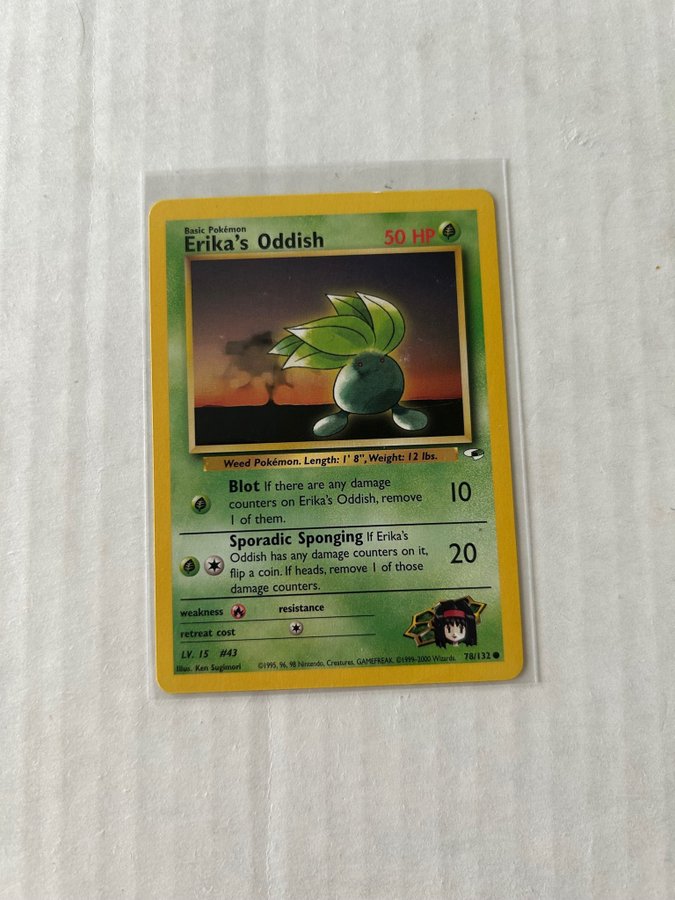 Basic Pokémon
Erika's Oddish 50 HP
Weed Pokémon. Length: 1' 8", Weight: 12 lbs.
Blot If there are any damage
counters on Erika's Oddish, remove
1 of them.
10
Sporadic Sponging If Erika's
Oddish has any damage counters on it,
flip a coin. If heads, remove 1 of those
damage counters.
20
weakness resistance
retreat cost
LV. 15 #43
Illus. Ken Sugimori
©1995, 96, 98 Nintendo, Creatures, GAMEFREAK. ©1999-2000 Wizards. 78/132